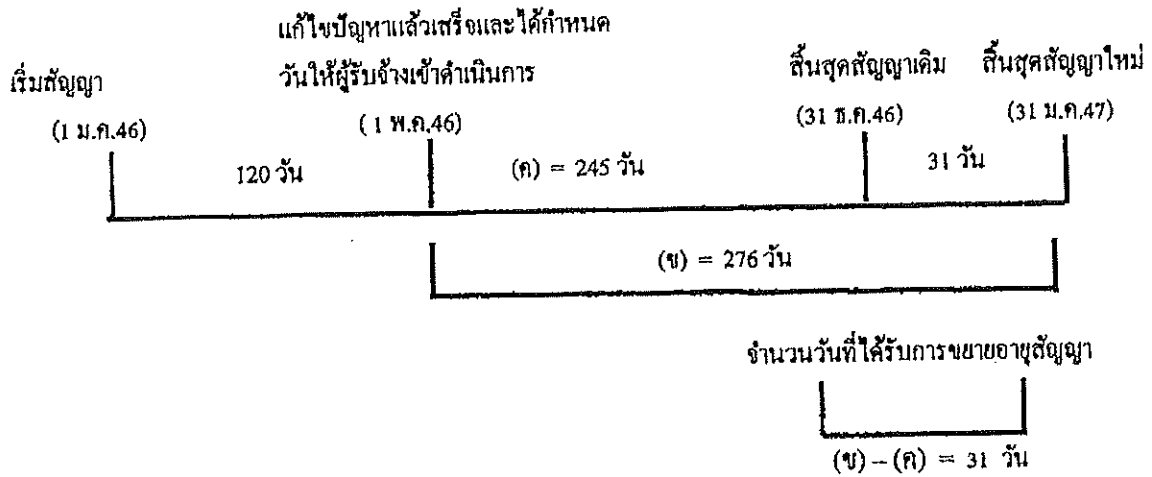 แก้ไขปัญหาแล้วเสร็จและได้กำหนด
วันให้ผู้รับจ้างเข้าดำเนินการ
เริ่มสัญญา
สิ้นสุดสัญญาเดิม
สิ้นสุดสัญญาใหม่
(1 ม.ค.46)
( 1 พ.ค.46)
(31 ธ.ค.46)
(31 ม.ค.47)
120 วัน
(ค) = 245 วัน
31 วัน
(ข) = 276 วัน
จำนวนวันที่ได้รับการขยายอายุสัญญา
(ข) – (ค) = 31 วัน